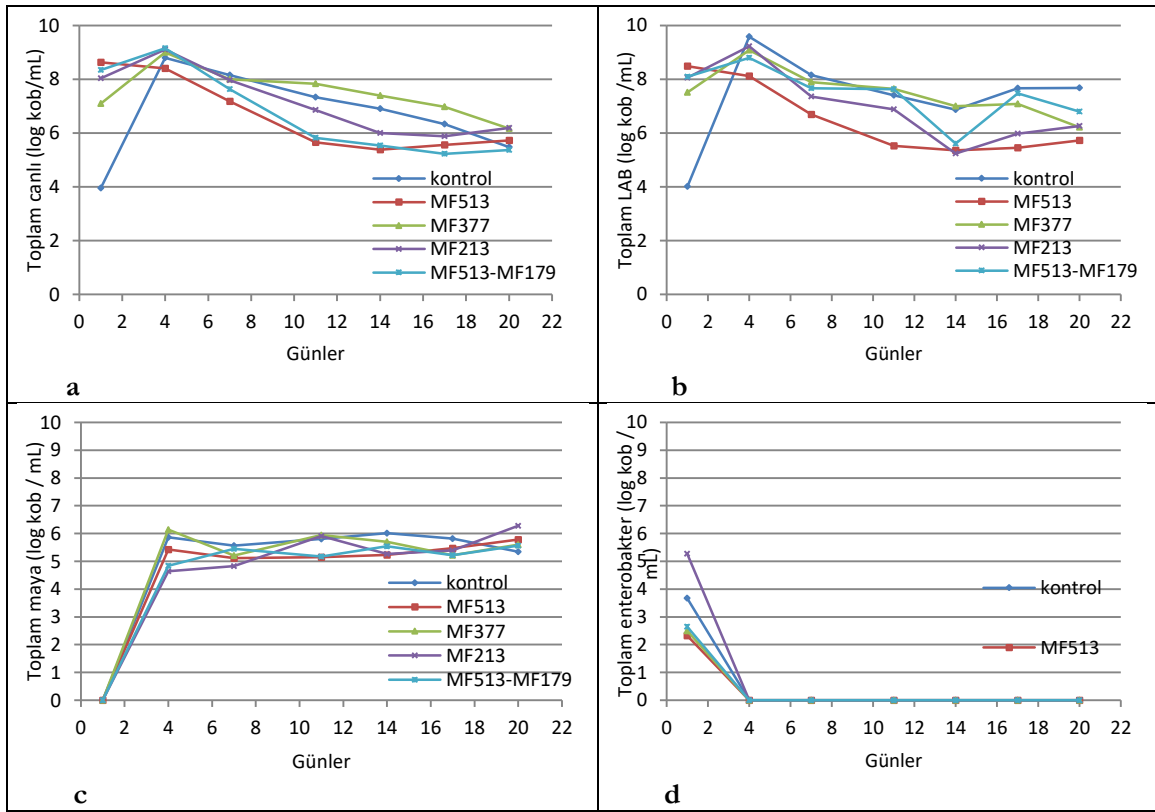 Toplam canlı (log kob/mL)
10
8
6
4
2
0
kontrol
MF513
MF377
MF213
MF513-MF179
0 2 4 6 8 10 12 14 16 18 20 22
Günler
a
Toplam LAB (log kob /mL)
10
8
6
4
2
0
kontrol
MF513
MF377
MF213
MF513-MF179
0 2 4 6 8 10 12 14 16 18 20 22
Günler
b
Toplam maya (log kob / mL)
10
9
8
7
6
5
4
3
2
1
0
kontrol
MF513
MF377
MF213
MF513-MF179
0 2 4 6 8 10 12 14 16 18 20 22
Günler
c
Toplam enterobakter (log kob /
mL)
10
9
8
7
6
5
4
3
2
1
0
kontrol
MF513
0 2 4 6 8 10 12 14 16 18 20 22
Günler
d